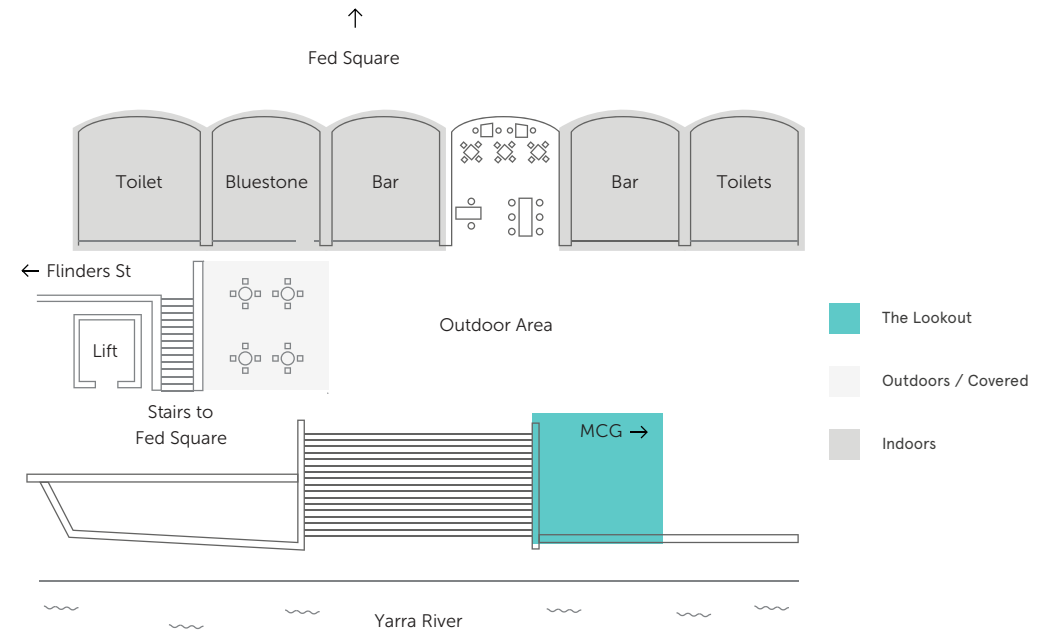 ↑
Fed Square
Toilet
Bluestone
Bar
Bar
Toilets
← Flinders St
Lift
Outdoor Area
The Lookout
Outdoors / Covered
Indoors
Stairs to
Fed Square
MCG →
Yarra River